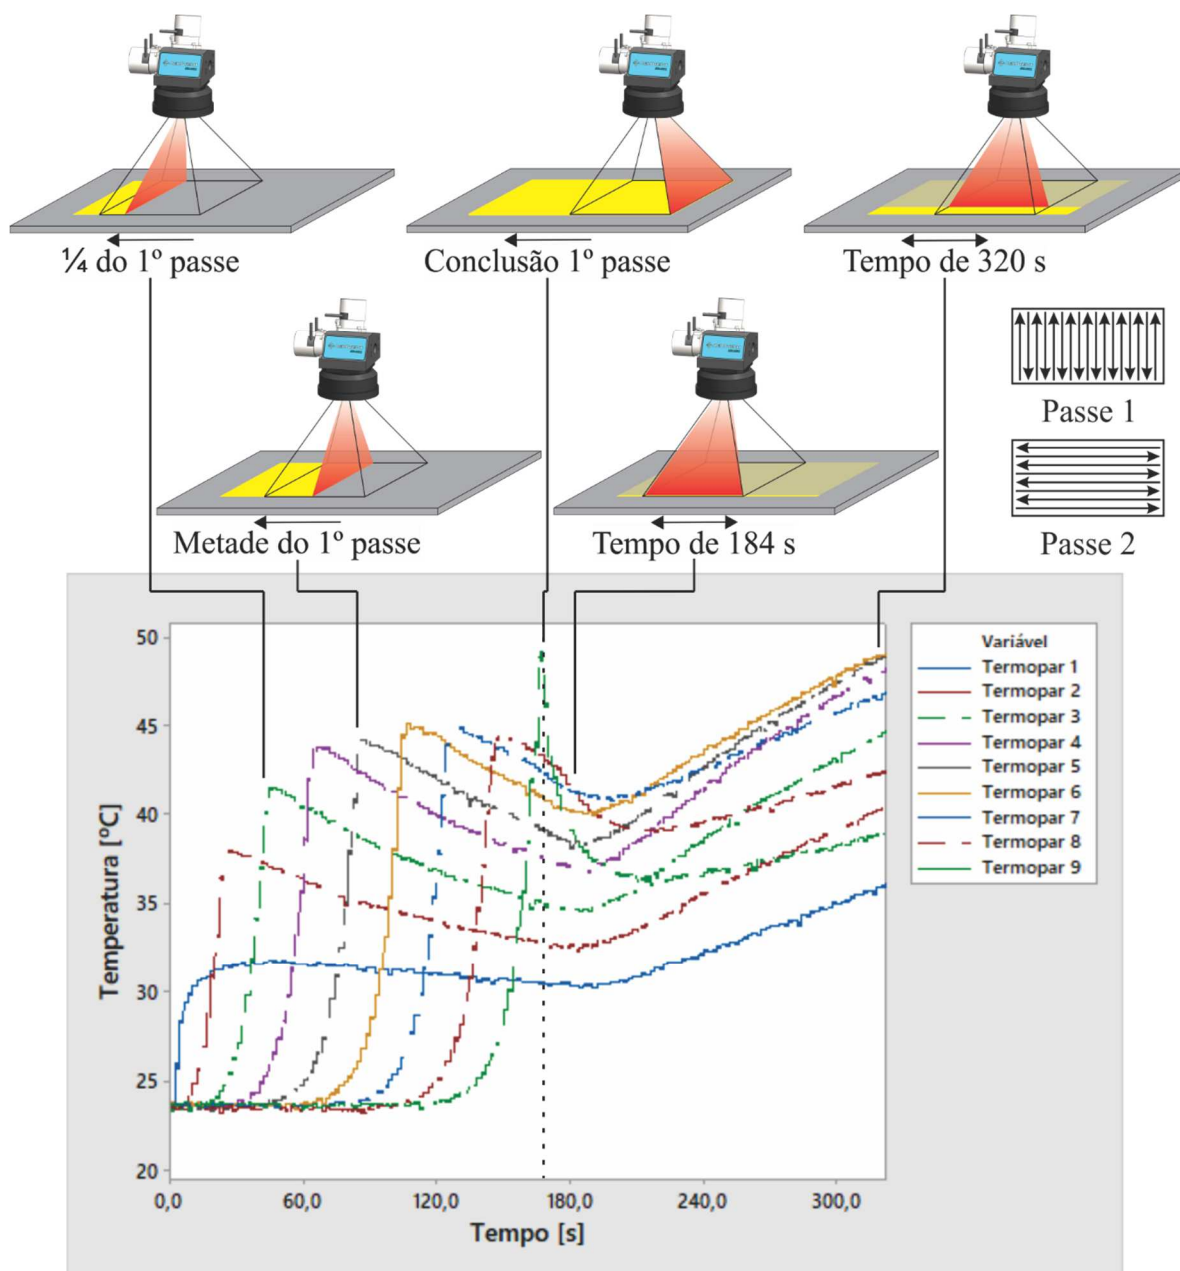 ¼ do 1º passe
Conclusão 1º passe
Tempo de 320 s
Passe 1
Metade do 1º passe
Tempo de 184 s
Passe 2
Variável
Termopar 1
Termopar 2
Termopar 3
Termopar 4
Termopar 5
Termopar 6
Termopar 7
Termopar 8
Termopar 9
Temperatura [ºC]
50
45
40
35
30
25
20
0,0
60,0
120,0
180,0
240,0
300,0
Tempo [s]